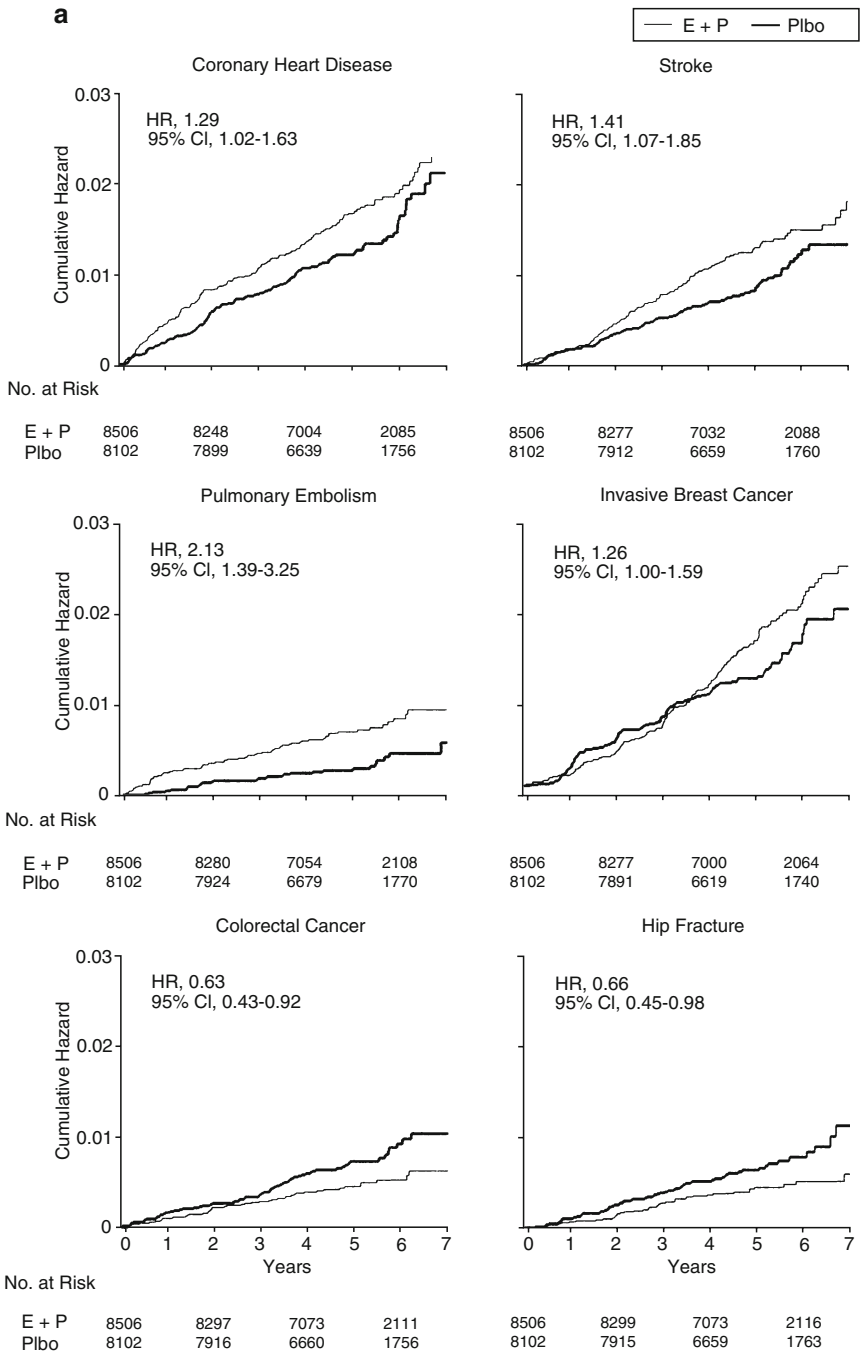 a
E + P Plbo
Coronary Heart Disease
Stroke
Cumulative Hazard
0.03
0.02
0.01
0
HR, 1.29
95% CI, 1.02-1.63
HR, 1.41
95% CI, 1.07-1.85
No. at Risk
E + P 8506 8248 7004 2085 8506 8277 7032 2088
Plbo 8102 7899 6639 1756 8102 7912 6659 1760
Pulmonary Embolism
Invasive Breast Cancer
Cumulative Hazard
0.03
0.02
0.01
0
HR, 2.13
95% CI, 1.39-3.25
HR, 1.26
95% CI, 1.00-1.59
No. at Risk
E + P 8506 8280 7054 2108 8506 8277 7000 2064
Plbo 8102 7924 6679 1770 8102 7891 6619 1740
Colorectal Cancer
Hip Fracture
Cumulative Hazard
0.03
0.02
0.01
0
HR, 0.63
95% CI, 0.43-0.92
HR, 0.66
95% CI, 0.45-0.98
0 1 2 3 4 5 6 7 0 1 2 3 4 5 6 7
Years Years
No. at Risk
E + P 8506 8297 7073 2111 8506 8299 7073 2116
Plbo 8102 7916 6660 1756 8102 7915 6659 1763